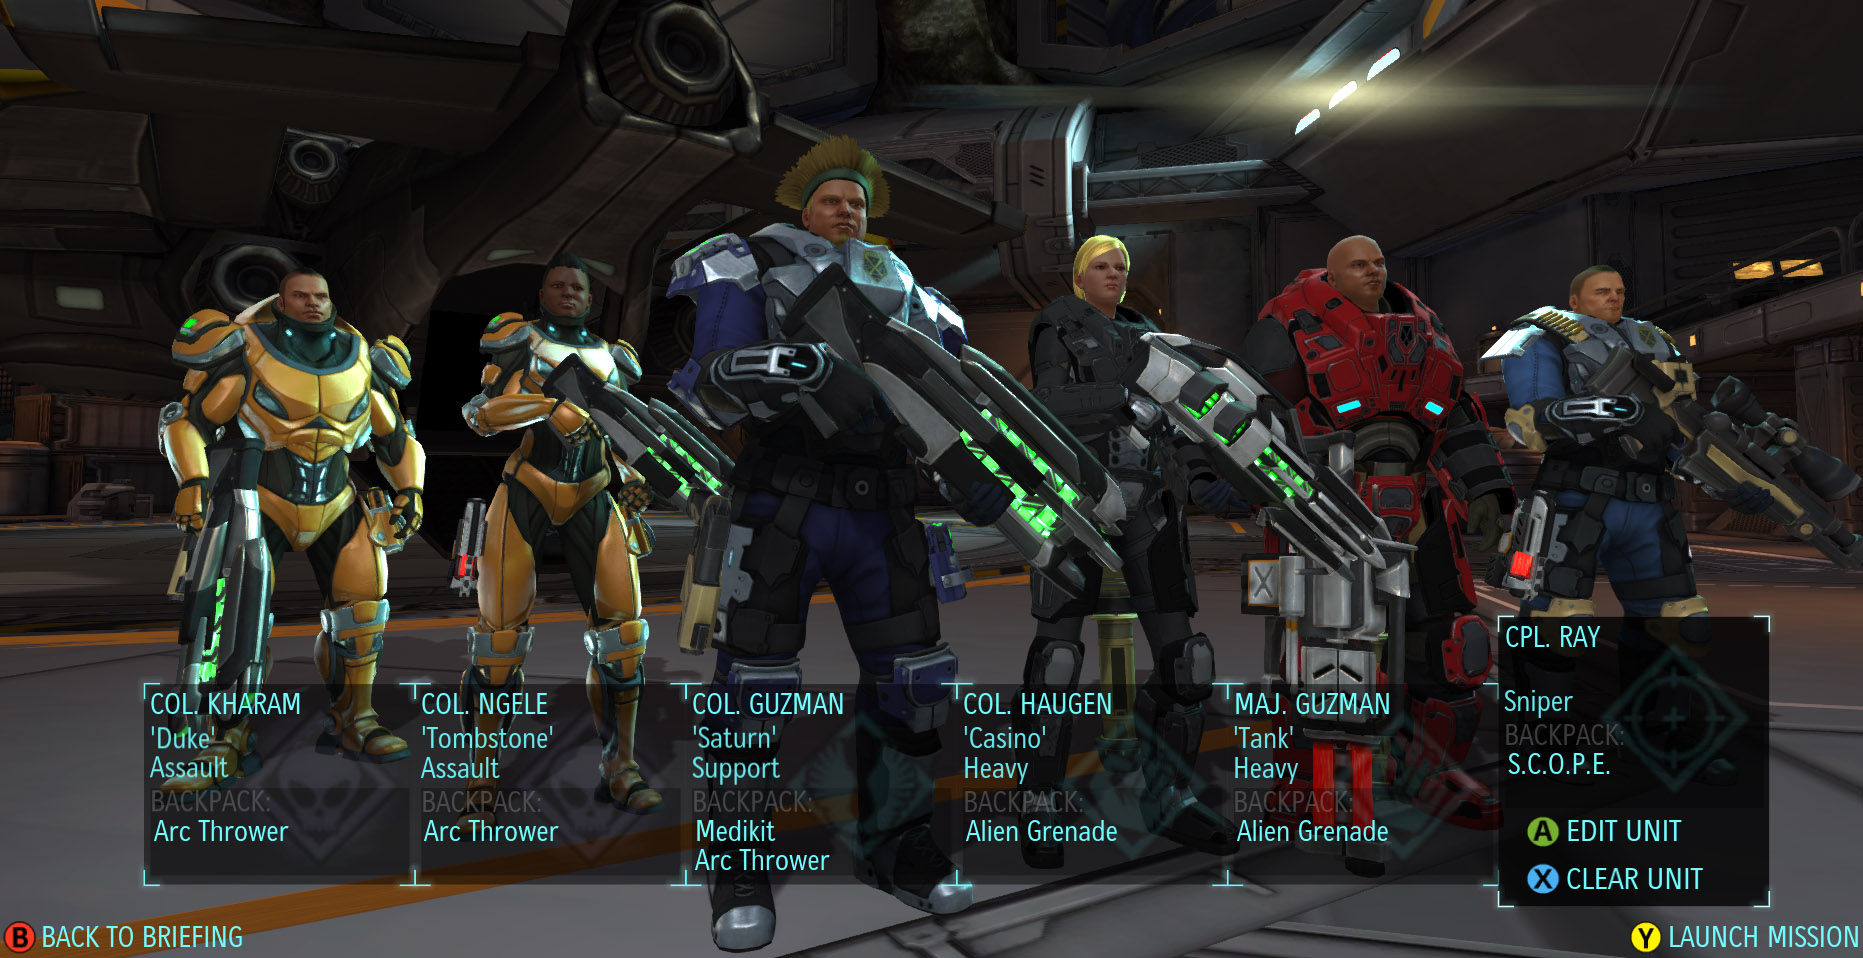 COL. KHARAM
'Duke'
Assault
BACKPACK:
Arc Thrower
COL. NGELE
'Tombstone'
Assault
BACKPACK:
Arc Thrower
COL. GUZMAN
'Saturn'
Support
BACKPACK:
Medikit
Arc Thrower
COL. HAUGEN
'Casino'
Heavy
BACKPACK:
Alien Grenade
MAJ. GUZMAN
'Tank'
Heavy
BACKPACK:
Alien Grenade
CPL. RAY
Sniper
BACKPACK:
S.C.O.P.E.
A EDIT UNIT
X CLEAR UNIT
B BACK TO BRIEFING
Y LAUNCH MISSION